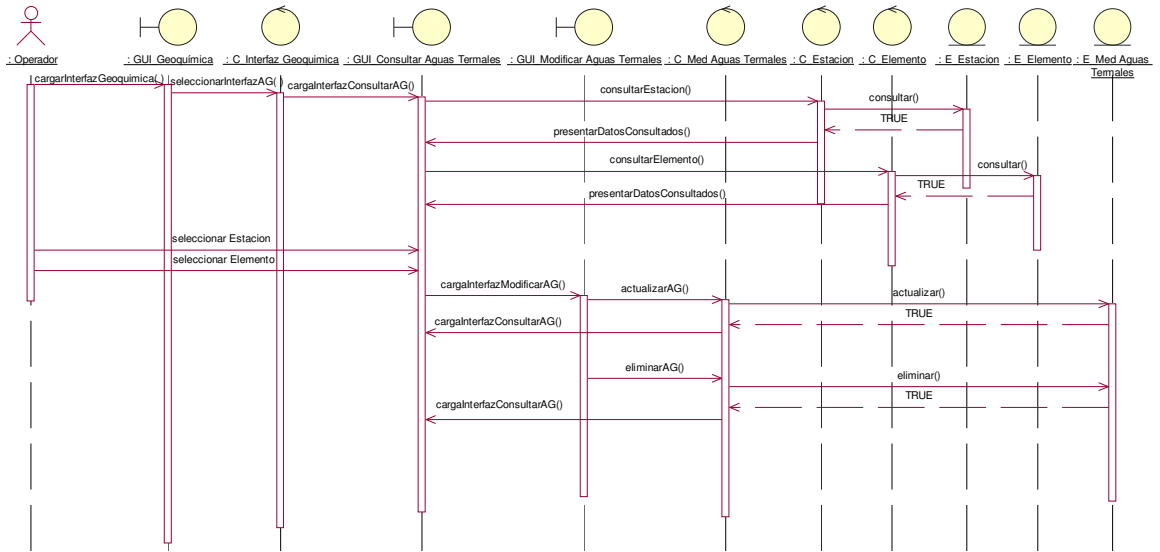 : Operador
: GUI_Geoquímica
: C_Interfaz Geoquimica
: GUI_Consultar Aguas Termales
: GUI_Modificar Aguas Termales
: C_Med Aguas Termales
: C_Estacion
: C_Elemento
: E_Estacion
: E_Elemento
: E_Med Aguas
Termales
cargarInterfazGeoquimica( )
seleccionarInterfazAG( )
cargaInterfazConsultarAG()
consultarEstacion()
consultar()
TRUE
presentarDatosConsultados()
consultarElemento()
consultar()
TRUE
presentarDatosConsultados()
seleccionar Estacion
seleccionar Elemento
cargaInterfazModificarAG()
actualizarAG()
actualizar()
TRUE
cargaInterfazConsultarAG()
eliminarAG()
eliminar()
TRUE
cargaInterfazConsultarAG()